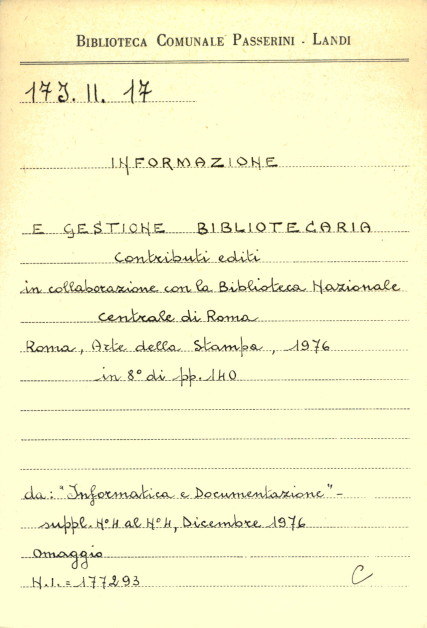 BIBLIOTECA COMUNALE PASSERINI - LANDI
17J. II. 17
INFORMAZIONE
E GESTIONE BIBLIOTECARIA
Contributi editi
in collaborazione con la Biblioteca Nazionale
Centrale di Roma
Roma, Arte della Stampa, 1976
in 8° di pp. 140
da: "Informatica e Documentazione" -
suppl. N°4 al N°4, Dicembre 1976
Omaggio
N.I. = 177293 C